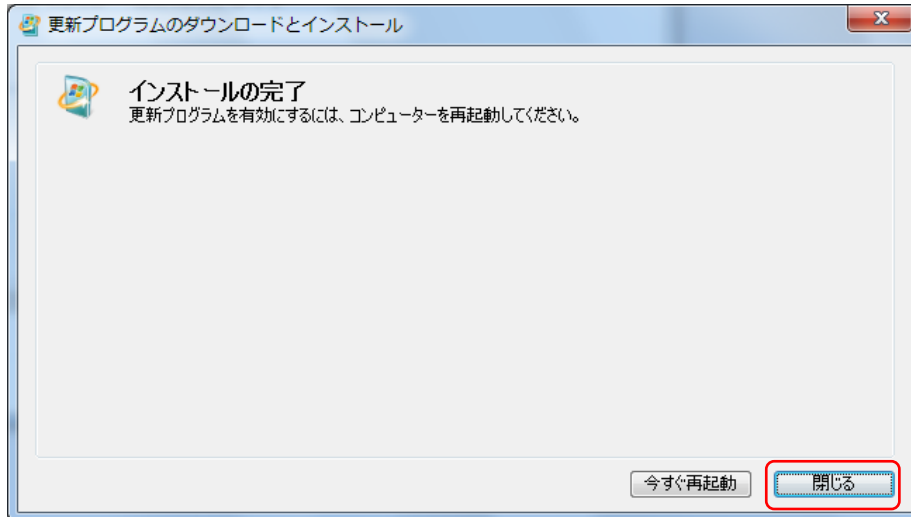 更新プログラムのダウンロードとインストール
インストールの完了
更新プログラムを有効にするには、コンピューターを再起動してください。
今すぐ再起動
閉じる